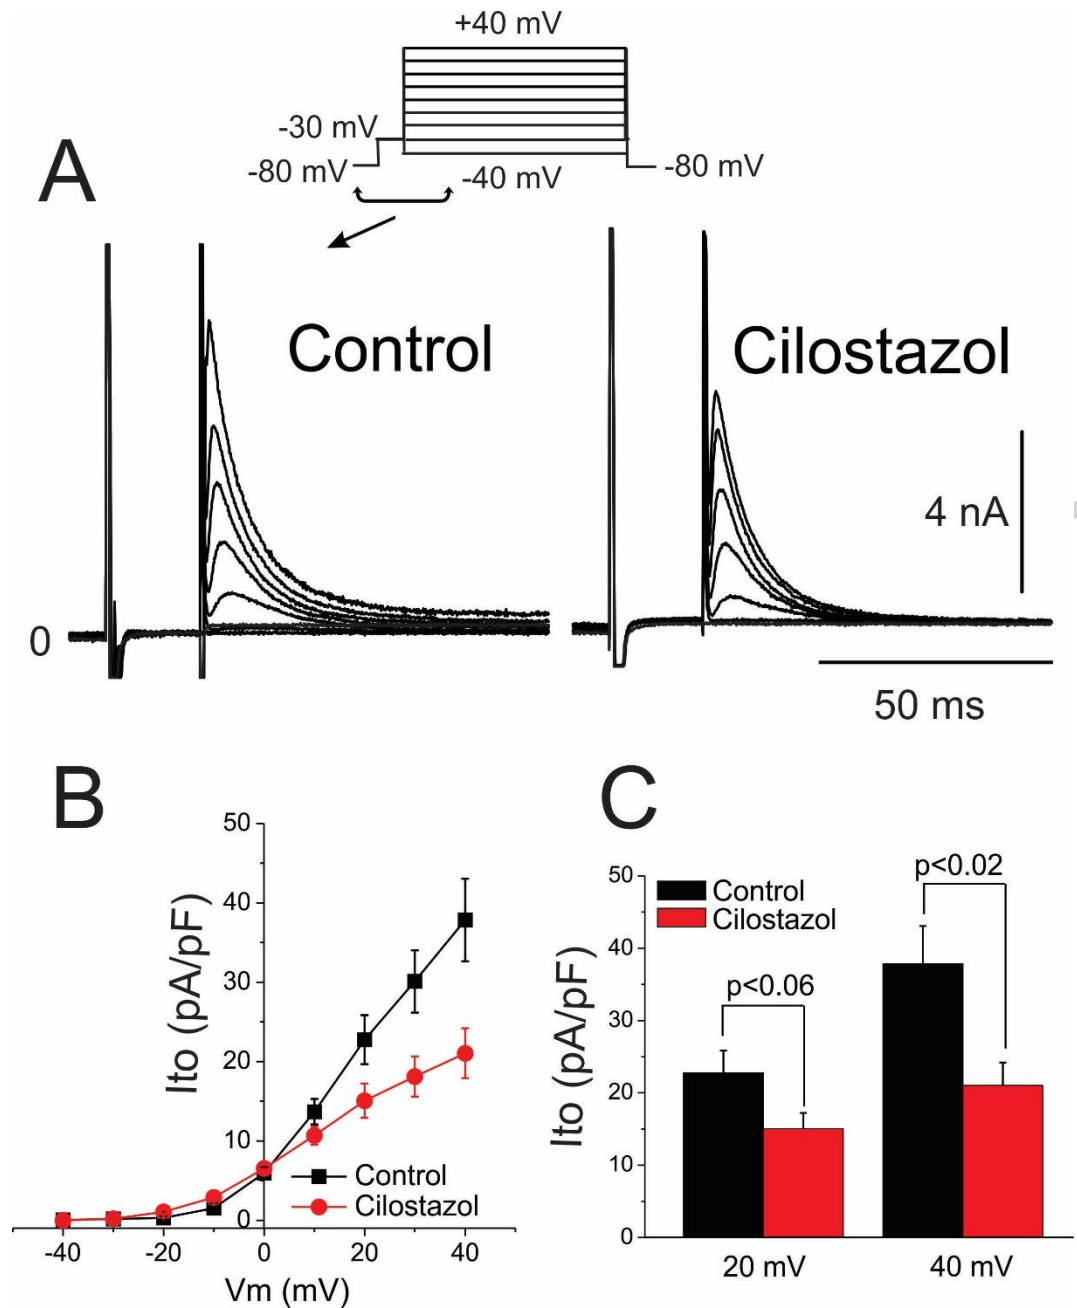 +40 mV
-30 mV
A
-80 mV
-40 mV
-80 mV
Control
Cilostazol
4 nA
0
50 ms
B
50
40
30
20
10
0
Ito (pA/pF)
Control
Cilostazol
-40
-20
0
20
40
Vm (mV)
C
50
40
30
20
10
0
Ito (pA/pF)
Control
Cilostazol
p<0.02
p<0.06
20 mV
40 mV